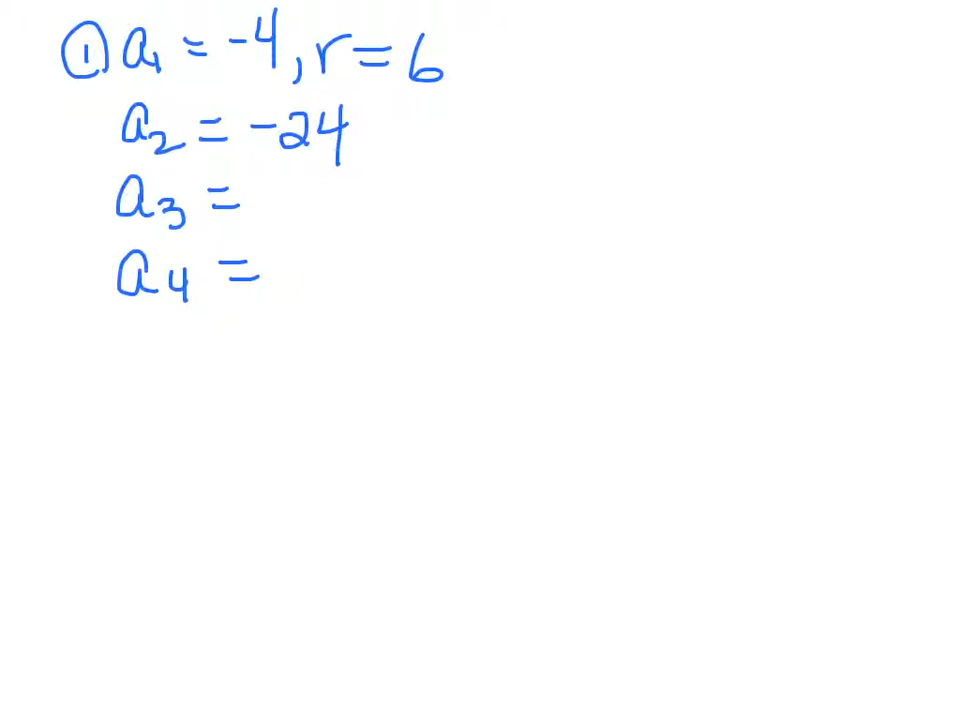 ① a₁ = -4, r = 6
a₂ = -24
a₃ =
a₄ =